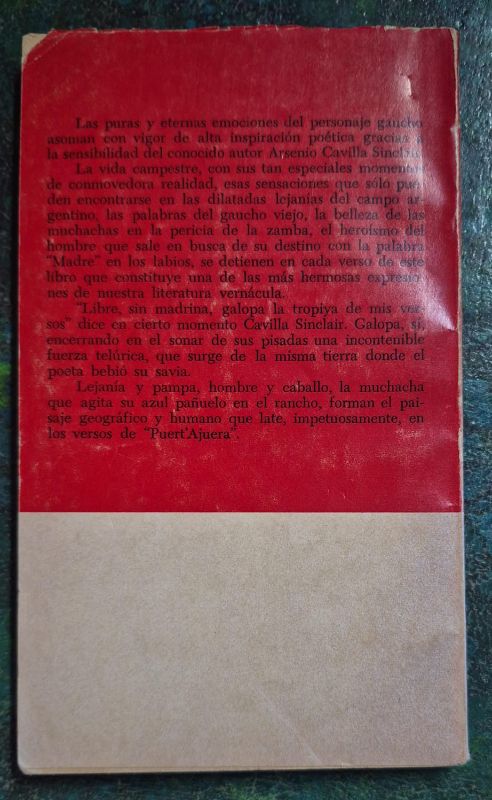 Las puras y eternas emociones del personaje gaucho
asoman con vigor de alta inspiración poética gracias a
la sensibilidad del conocido autor Arsenio Cavilla Sinclair.
La vida campestre, con sus tan especiales momentos
de conmovedora realidad, esas sensaciones que sólo pue-
den encontrarse en las dilatadas lejanías del campo ar-
gentino, las palabras del gaucho viejo, la belleza de las
muchachas en la pericia de la zamba, el heroísmo del
hombre que sale en busca de su destino con la palabra
"Madre" en los labios, se detienen en cada verso de este
libro que constituye una de las más hermosas expresio-
nes de nuestra literatura vernácula.
"Libre, sin madrina, galopa la tropiya de mis ver-
sos" dice en cierto momento Cavilla Sinclair. Galopa, sí,
encerrando en el sonar de sus pisadas una incontenible
fuerza telúrica, que surge de la misma tierra donde el
poeta bebió su savia.
Lejanía y pampa, hombre y caballo, la muchacha
que agita su azul pañuelo en el rancho, forman el pai-
saje geográfico y humano que late, impetuosamente, en
los versos de "Puert'Ajuera".